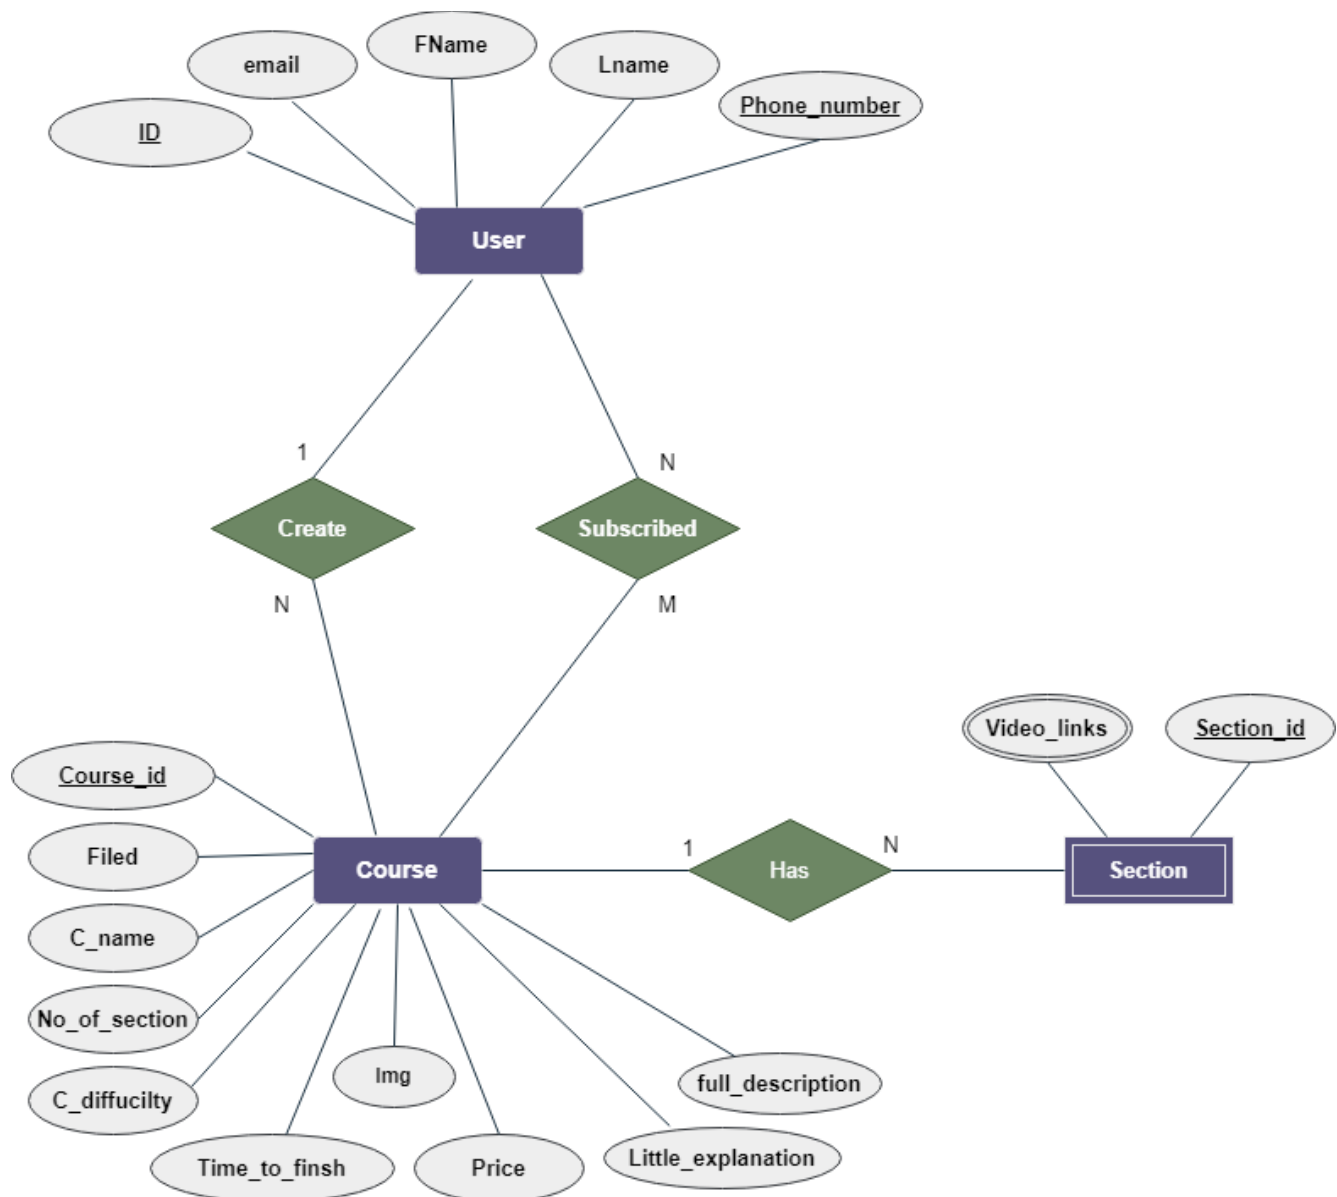 FName
email
Lname
Phone_number
ID
User
1
N
Create
Subscribed
N
M
Video_links
Section_id
Course_id
Filed
Course
1
Has
N
Section
C_name
No_of_section
Img
full_description
C_diffucilty
Time_to_finsh
Price
Little_explanation